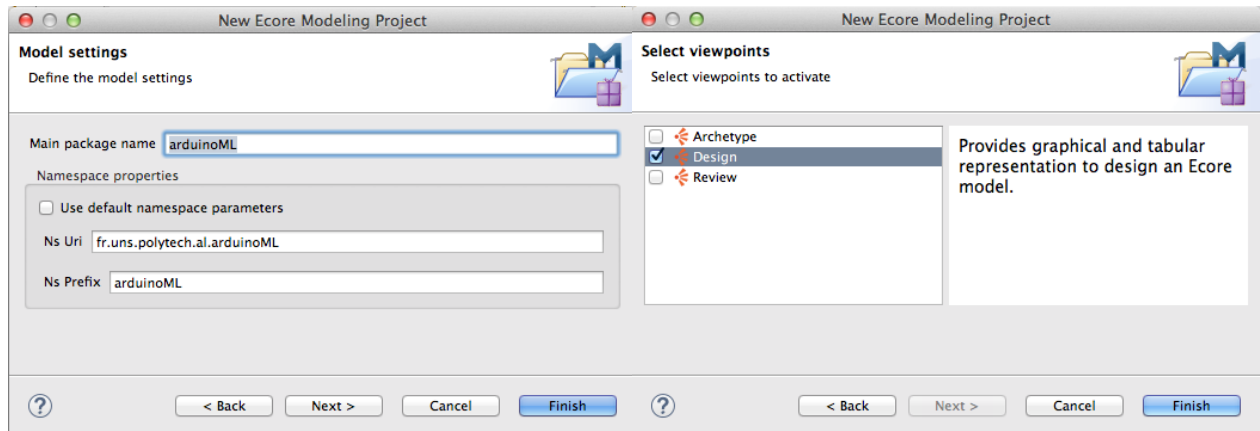 New Ecore Modeling Project
Model settings
Define the model settings
M
Main package name arduinoML
Namespace properties
Use default namespace parameters
Ns Uri fr.uns.polytech.al.arduinoML
Ns Prefix arduinoML
? < Back Next > Cancel Finish
New Ecore Modeling Project
Select viewpoints
Select viewpoints to activate
M
Archetype
Design
Review
Provides graphical and tabular
representation to design an Ecore
model.
? < Back Next > Cancel Finish